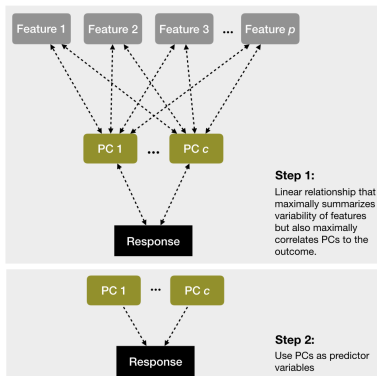 Feature 1 Feature 2 Feature 3 ... Feature p
PC 1 ... PC c
Step 1:
Linear relationship that
maximally summarizes
variability of features
but also maximally
correlates PCs to the
outcome.
Response
PC 1 ... PC c
Step 2:
Use PCs as predictor
variables
Response